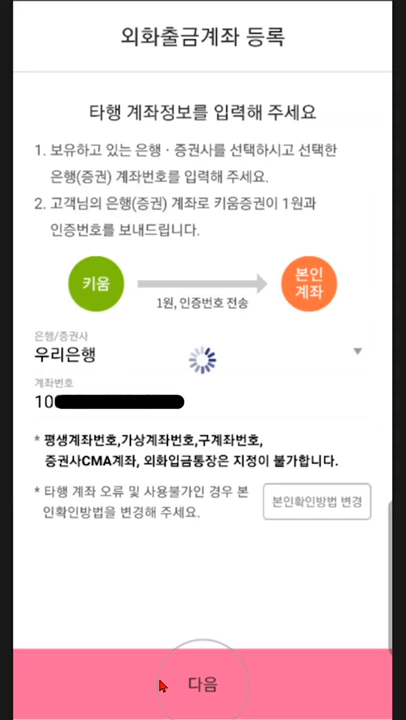 외화출금계좌 등록
타행 계좌정보를 입력해 주세요
1. 보유하고 있는 은행 · 증권사를 선택하시고 선택한
은행(증권) 계좌번호를 입력해 주세요.
2. 고객님의 은행(증권) 계좌로 키움증권이 1원과
인증번호를 보내드립니다.
키움
본인
계좌
1원, 인증번호 전송
은행/증권사
우리은행
계좌번호
10
* 평생계좌번호,가상계좌번호,구계좌번호,
증권사CMA계좌, 외화입금통장은 지정이 불가합니다.
* 타행 계좌 오류 및 사용불가인 경우 본
인확인방법을 변경해 주세요.
본인확인방법 변경
다음